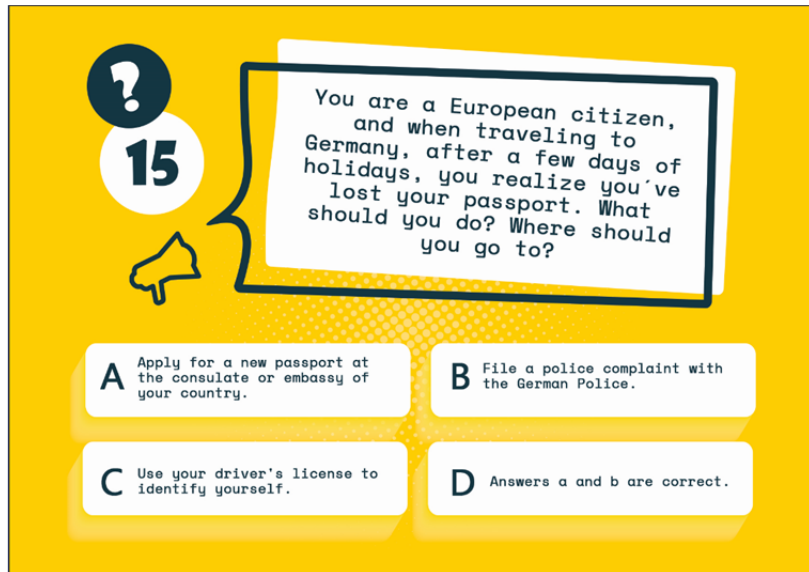 ?
15
You are a European citizen,
and when traveling to
Germany, after a few days of
holidays, you realize you´ve
lost your passport. What
should you do? Where should
you go to?
A
Apply for a new passport at
the consulate or embassy of
your country.
B
File a police complaint with
the German Police.
C
Use your driver's license to
identify yourself.
D
Answers a and b are correct.